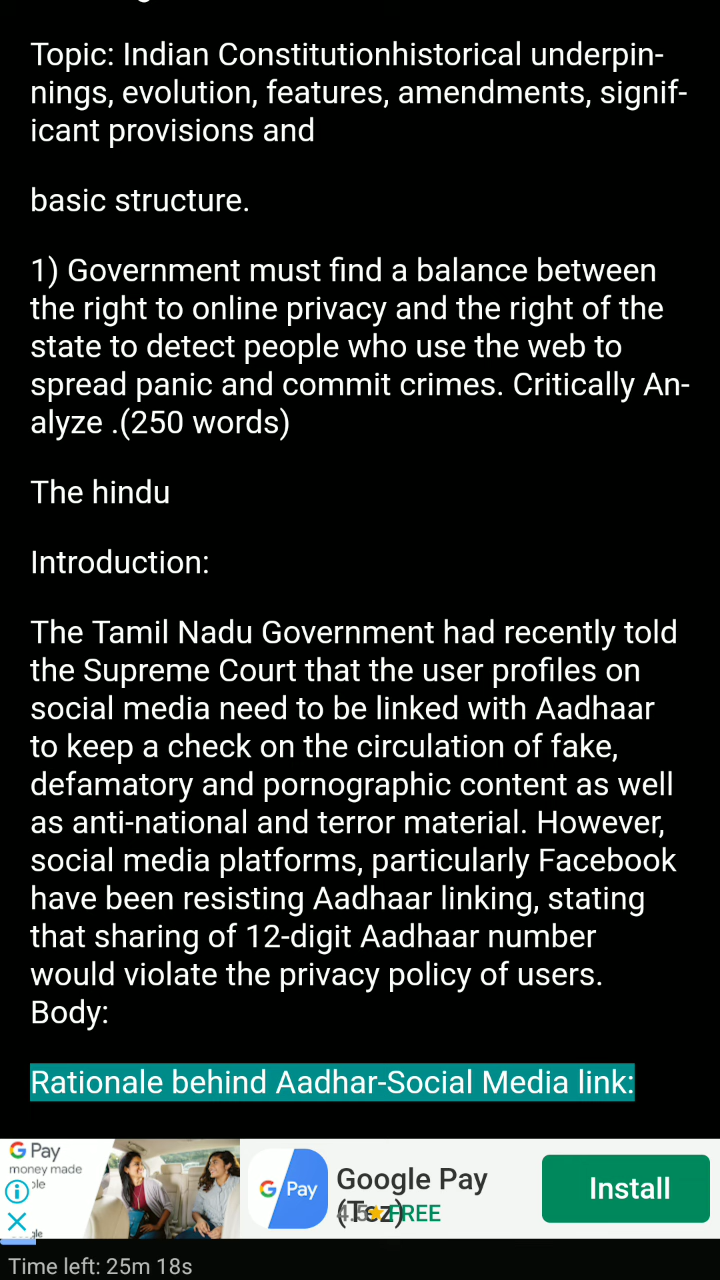 Topic: Indian Constitutionhistorical underpin-
nings, evolution, features, amendments, signif-
icant provisions and
basic structure.
1) Government must find a balance between
the right to online privacy and the right of the
state to detect people who use the web to
spread panic and commit crimes. Critically An-
alyze .(250 words)
The hindu
Introduction:
The Tamil Nadu Government had recently told
the Supreme Court that the user profiles on
social media need to be linked with Aadhaar
to keep a check on the circulation of fake,
defamatory and pornographic content as well
as anti-national and terror material. However,
social media platforms, particularly Facebook
have been resisting Aadhaar linking, stating
that sharing of 12-digit Aadhaar number
would violate the privacy policy of users.
Body:
Rationale behind Aadhar-Social Media link:
G Pay
money made
G Pay
Google Pay
(Tez)
4.5 FREE
Install
Time left: 25m 18s